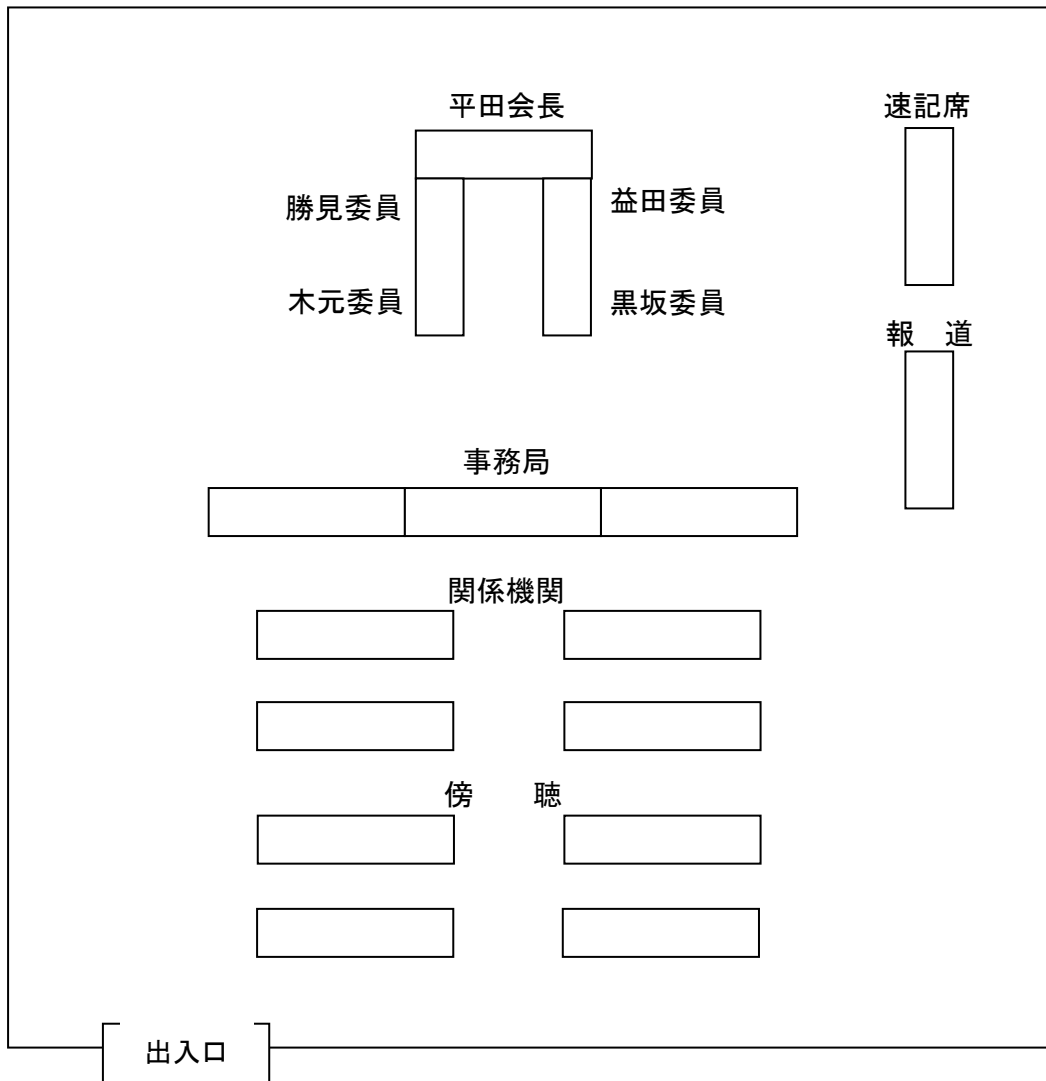 平田会長
速記席
勝見委員
益田委員
木元委員
黒坂委員
報　道
事務局
関係機関
傍　聴
出入口